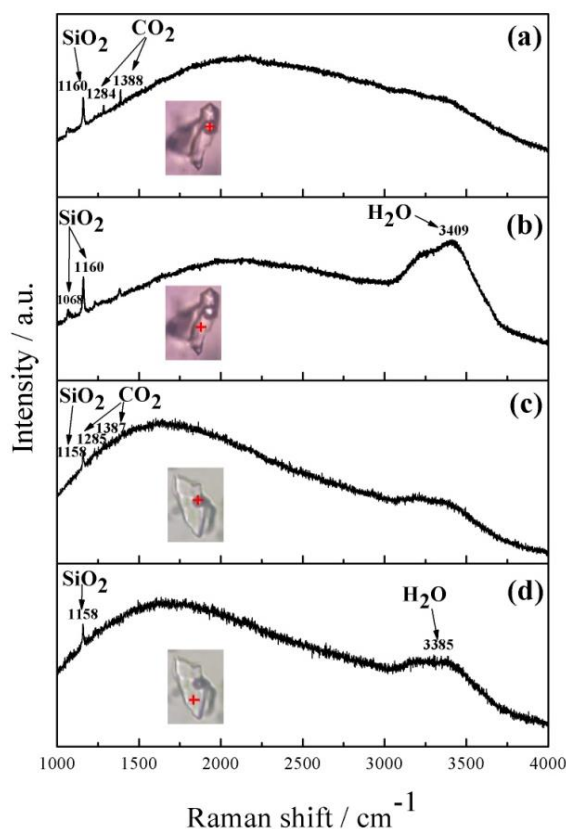 SiO2 CO2 (a)
1160 1284 1388
H2O (b)
SiO2 3409
1160
1068
SiO2 CO2 (c)
1158 1285 1387
SiO2 (d)
1158 H2O
3385
Intensity / a.u.
1000 1500 2000 2500 3000 3500 4000
Raman shift / cm-1